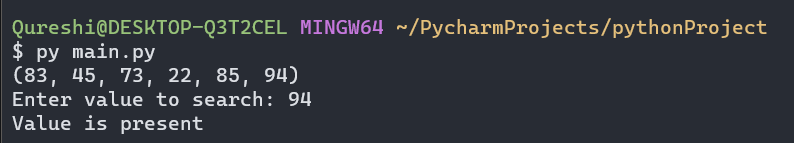 Qureshi@DESKTOP-Q3T2CEL MINGW64 ~/PycharmProjects/pythonProject
$ py main.py
(83, 45, 73, 22, 85, 94)
Enter value to search: 94
Value is present